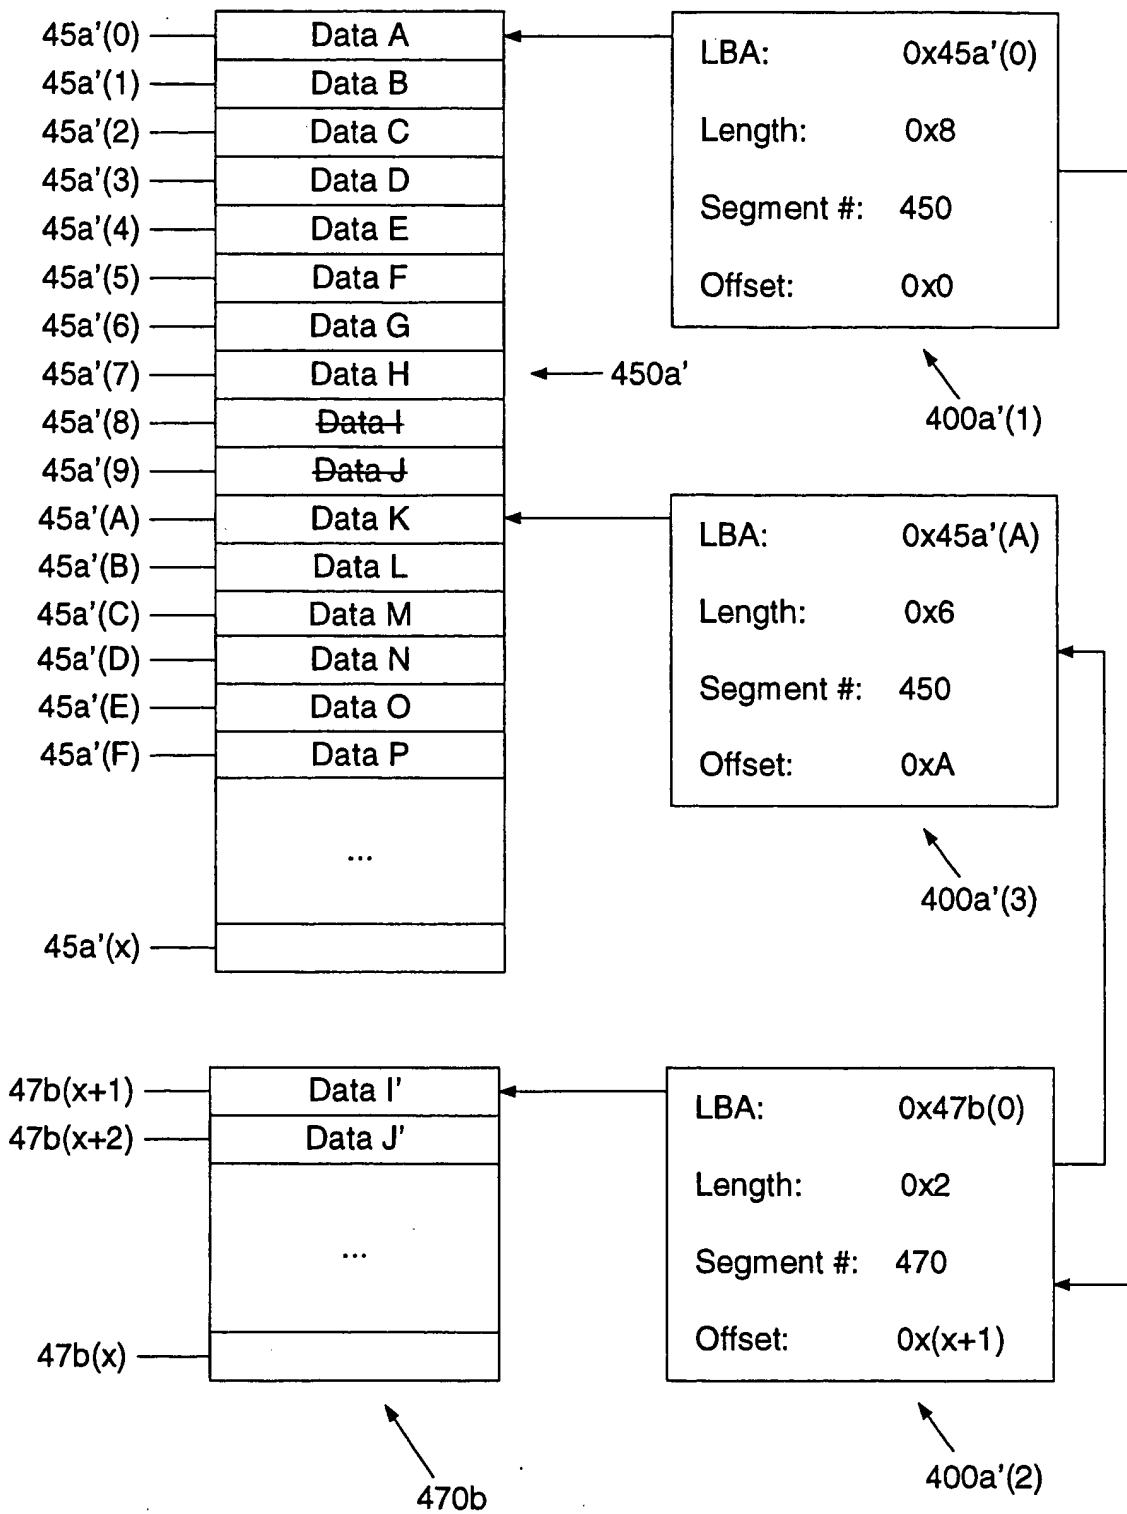 45a'(0) Data A
45a'(1) Data B
45a'(2) Data C
45a'(3) Data D
45a'(4) Data E
45a'(5) Data F
45a'(6) Data G
45a'(7) Data H
45a'(8) Data I
45a'(9) Data J
45a'(A) Data K
45a'(B) Data L
45a'(C) Data M
45a'(D) Data N
45a'(E) Data O
45a'(F) Data P
...
45a'(x)
450a'
LBA: 0x45a'(0)
Length: 0x8
Segment #: 450
Offset: 0x0
400a'(1)
LBA: 0x45a'(A)
Length: 0x6
Segment #: 450
Offset: 0xA
400a'(3)
47b(x+1) Data I'
47b(x+2) Data J'
...
47b(x)
470b
LBA: 0x47b(0)
Length: 0x2
Segment #: 470
Offset: 0x(x+1)
400a'(2)